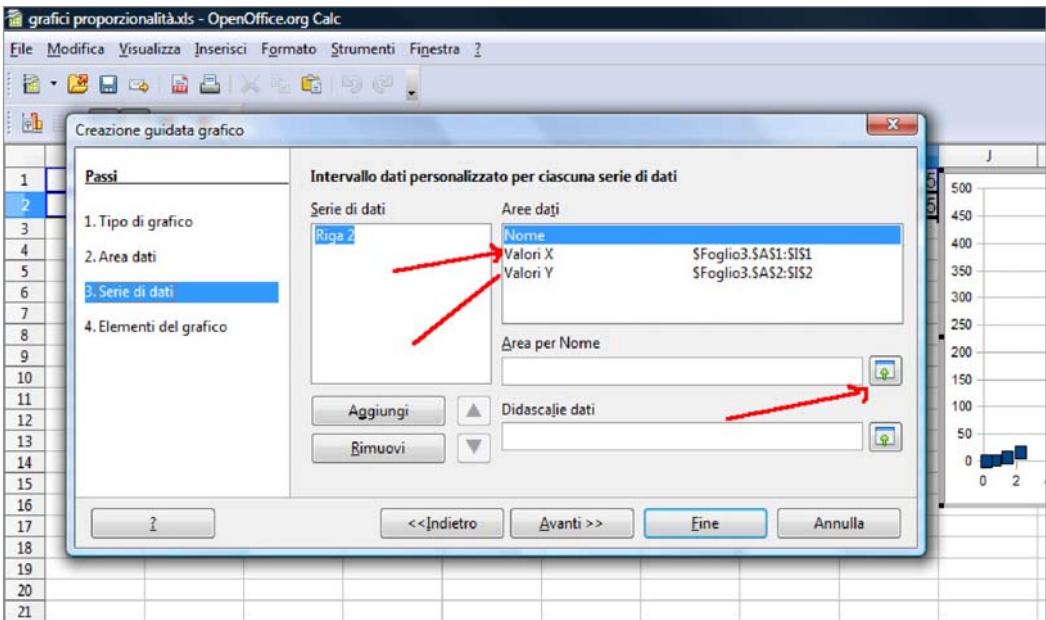 grafici proporzionalità.xls - OpenOffice.org Calc
File Modifica Visualizza Inserisci Formato Strumenti Finestra ?
Creazione guidata grafico
Passi
1. Tipo di grafico
2. Area dati
3. Serie di dati
4. Elementi del grafico
Intervallo dati personalizzato per ciascuna serie di dati
Serie di dati
Riga 2
Aree dati
Nome
Valori X $Foglio3.$A$1:$I$1
Valori Y $Foglio3.$A$2:$I$2
Area per Nome
Didascalie dati
Aggiungi
Rimuovi
?
<<Indietro
Avanti >>
Fine
Annulla
J
1
2
3
4
5
6
7
8
9
10
11
12
13
14
15
16
17
18
19
20
21
5
5
500
450
400
350
300
250
200
150
100
50
0
0 2